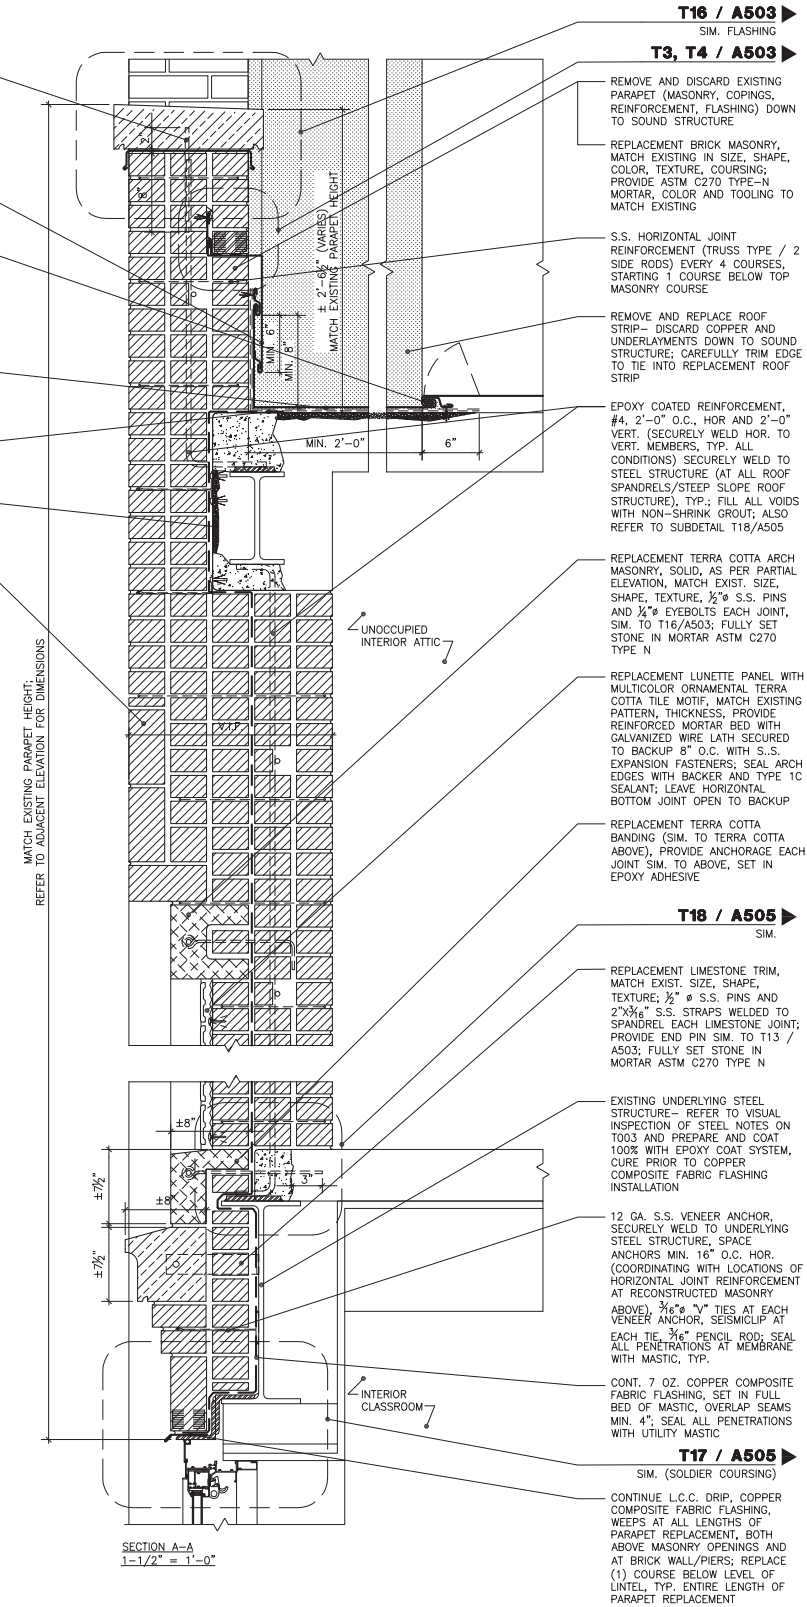 T16 / A503
SIM. FLASHING
T3, T4 / A503
REMOVE AND DISCARD EXISTING
PARAPET (MASONRY, COPINGS,
REINFORCEMENT, FLASHING) DOWN
TO SOUND STRUCTURE
REPLACEMENT BRICK MASONRY,
MATCH EXISTING IN SIZE, SHAPE,
COLOR, TEXTURE, COURSING;
PROVIDE ASTM C270 TYPE-N
MORTAR, COLOR AND TOOLING TO
MATCH EXISTING
S.S. HORIZONTAL JOINT
REINFORCEMENT (TRUSS TYPE / 2
SIDE RODS) EVERY 4 COURSES,
STARTING 1 COURSE BELOW TOP
MASONRY COURSE
REMOVE AND REPLACE ROOF
STRIP- DISCARD COPPER AND
UNDERLAYMENTS DOWN TO SOUND
STRUCTURE; CAREFULLY TRIM EDGE
TO TIE INTO REPLACEMENT ROOF
STRIP
EPOXY COATED REINFORCEMENT,
#4, 2'-0" O.C., HOR AND 2'-0"
VERT. (SECURELY WELD HOR. TO
VERT. MEMBERS, TYP. ALL
CONDITIONS) SECURELY WELD TO
STEEL STRUCTURE (AT ALL ROOF
SPANDRELS/STEEP SLOPE ROOF
STRUCTURE), TYP.; FILL ALL VOIDS
WITH NON-SHRINK GROUT; ALSO
REFER TO SUBDETAIL T18/A505
REPLACEMENT TERRA COTTA ARCH
MASONRY, SOLID, AS PER PARTIAL
ELEVATION, MATCH EXIST. SIZE,
SHAPE, TEXTURE, ½"ø S.S. PINS
AND ¼"ø EYEBOLTS EACH JOINT,
SIM. TO T16/A503; FULLY SET
STONE IN MORTAR ASTM C270
TYPE N
REPLACEMENT LUNETTE PANEL WITH
MULTICOLOR ORNAMENTAL TERRA
COTTA TILE MOTIF, MATCH EXISTING
PATTERN, THICKNESS, PROVIDE
REINFORCED MORTAR BED WITH
GALVANIZED WIRE LATH SECURED
TO BACKUP 8" O.C. WITH S.S.
EXPANSION FASTENERS; SEAL ARCH
EDGES WITH BACKER AND TYPE 1C
SEALANT; LEAVE HORIZONTAL
BOTTOM JOINT OPEN TO BACKUP
REPLACEMENT TERRA COTTA
BANDING (SIM. TO TERRA COTTA
ABOVE), PROVIDE ANCHORAGE EACH
JOINT SIM. TO ABOVE, SET IN
EPOXY ADHESIVE
T18 / A505
SIM.
REPLACEMENT LIMESTONE TRIM,
MATCH EXIST. SIZE, SHAPE,
TEXTURE; ½" ø S.S. PINS AND
2"X3/16" S.S. STRAPS WELDED TO
SPANDREL EACH LIMESTONE JOINT;
PROVIDE END PIN SIM. TO T13 /
A503; FULLY SET STONE IN
MORTAR ASTM C270 TYPE N
EXISTING UNDERLYING STEEL
STRUCTURE- REFER TO VISUAL
INSPECTION OF STEEL NOTES ON
T003 AND PREPARE AND COAT
100% WITH EPOXY COAT SYSTEM,
CURE PRIOR TO COPPER
COMPOSITE FABRIC FLASHING
INSTALLATION
12 GA. S.S. VENEER ANCHOR,
SECURELY WELD TO UNDERLYING
STEEL STRUCTURE, SPACE
ANCHORS MIN. 16" O.C. HOR.
(COORDINATING WITH LOCATIONS OF
HORIZONTAL JOINT REINFORCEMENT
AT RECONSTRUCTED MASONRY
ABOVE), 3/16"ø "V" TIES AT EACH
VENEER ANCHOR, SEISMICLIP AT
EACH TIE, 3/16" PENCIL ROD; SEAL
ALL PENETRATIONS AT MEMBRANE
WITH MASTIC, TYP.
CONT. 7 OZ. COPPER COMPOSITE
FABRIC FLASHING, SET IN FULL
BED OF MASTIC, OVERLAP SEAMS
MIN. 4"; SEAL ALL PENETRATIONS
WITH UTILITY MASTIC
T17 / A505
SIM. (SOLDIER COURSING)
CONTINUE L.C.C. DRIP, COPPER
COMPOSITE FABRIC FLASHING,
WEEPS AT ALL LENGTHS OF
PARAPET REPLACEMENT, BOTH
ABOVE MASONRY OPENINGS AND
AT BRICK WALL/PIERS; REPLACE
(1) COURSE BELOW LEVEL OF
LINTEL, TYP. ENTIRE LENGTH OF
PARAPET REPLACEMENT
2"
8"
± 2'-6½" (VARIES)
MATCH EXISTING PARAPET HEIGHT
MIN. 6"
MIN. 8"
MIN. 2'-0"
6"
UNOCCUPIED
INTERIOR ATTIC
V.I.F.
MATCH EXISTING PARAPET HEIGHT;
REFER TO ADJACENT ELEVATION FOR DIMENSIONS
±8"
±7½"
±8"
3"
±7½"
INTERIOR
CLASSROOM
SECTION A-A
1-1/2" = 1'-0"